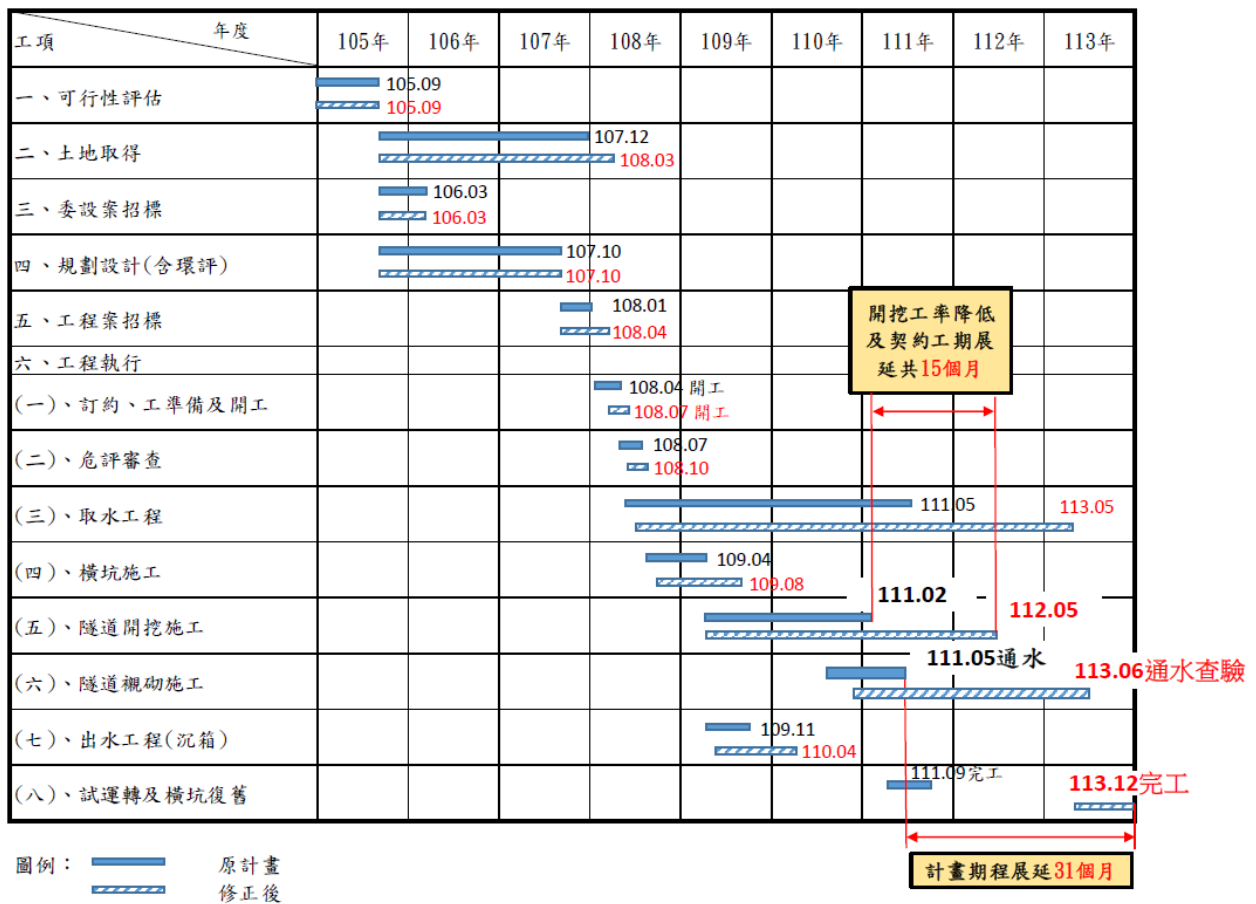 年度
工項
105年 106年 107年 108年 109年 110年 111年 112年 113年
一、可行性評估
105.09
105.09
二、土地取得
107.12
108.03
三、委設案招標
106.03
106.03
四、規劃設計(含環評)
107.10
107.10
五、工程案招標
108.01
108.04
開挖工率降低
及契約工期展
延共15個月
六、工程執行
(一)、訂約、工準備及開工
108.04 開工
108.07 開工
(二)、危評審查
108.07
108.10
(三)、取水工程
111.05
113.05
(四)、橫坑施工
109.04
109.08
(五)、隧道開挖施工
111.02
112.05
(六)、隧道襯砌施工
111.05通水
113.06通水查驗
(七)、出水工程(沉箱)
109.11
110.04
(八)、試運轉及橫坑復舊
111.09完工
113.12完工
計畫期程展延31個月
圖例：
原計畫
修正後